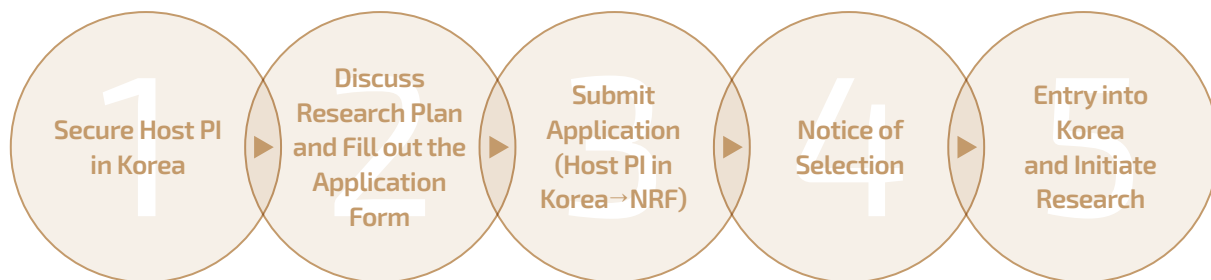 1
Secure Host PI
in Korea
2
Discuss
Research Plan
and Fill out the
Application
Form
3
Submit
Application
(Host PI in
Korea→NRF)
4
Notice of
Selection
5
Entry into
Korea
and Initiate
Research